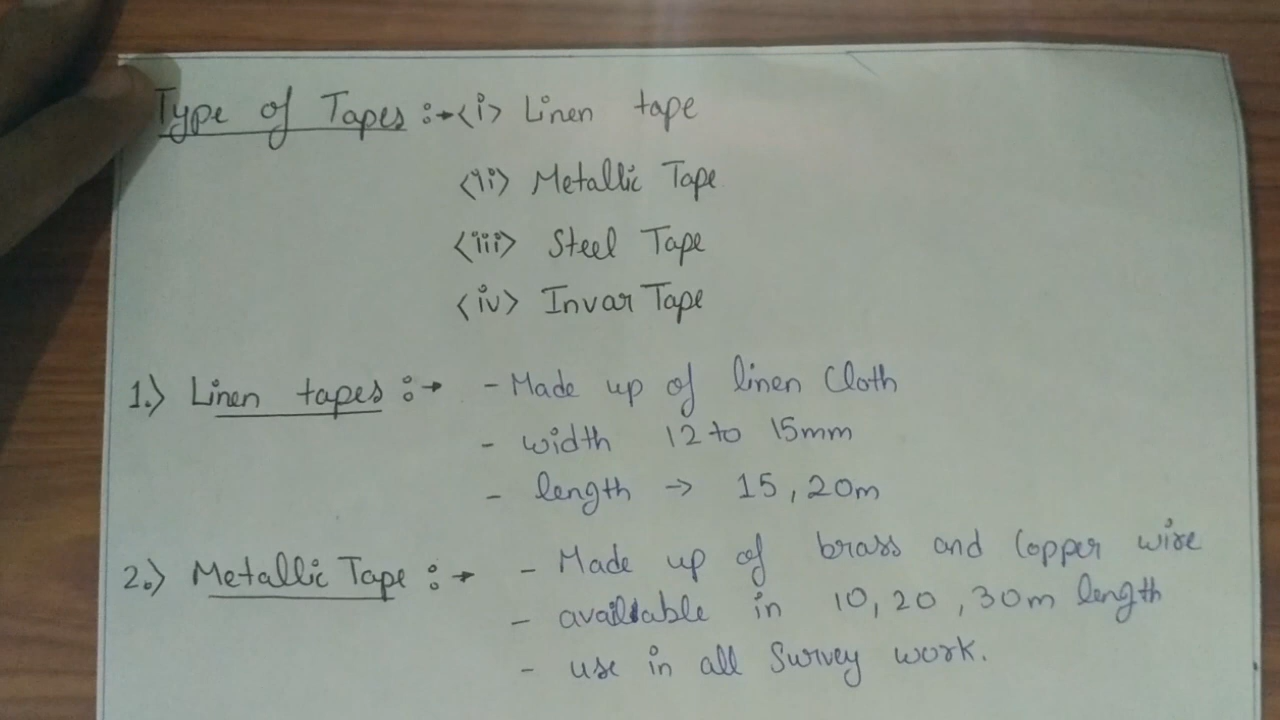 Type of Tapes :→ <i> Linen tape
<ii> Metallic Tape
<iii> Steel Tape
<iv> Invar Tape
1.) Linen tapes :→ - Made up of linen Cloth
- width 12 to 15mm
- length → 15, 20m
2.) Metallic Tape :→ - Made up of brass and Copper wire
- available in 10, 20, 30m length
- use in all Survey work.